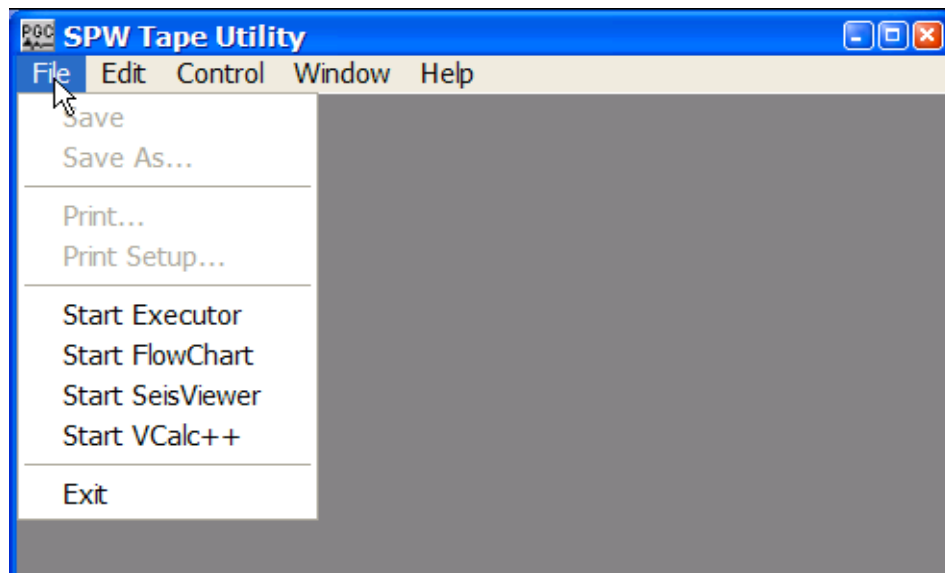 PGC
SPW Tape Utility
File Edit Control Window Help
Save
Save As...
Print...
Print Setup...
Start Executor
Start FlowChart
Start SeisViewer
Start VCalc++
Exit